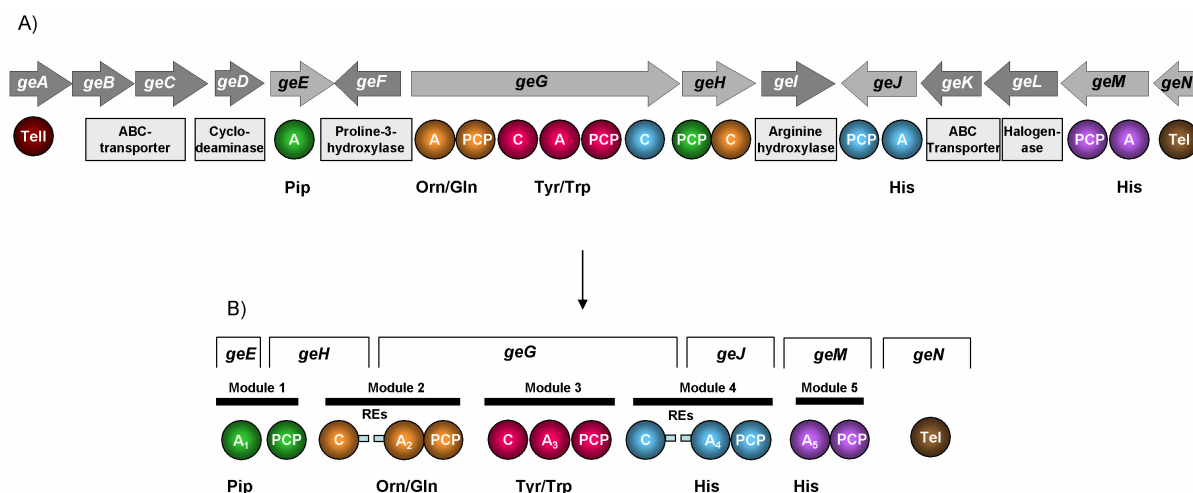 A)
geA geB geC geD geE geF geG geH geI geJ geK geL geM geN
TeII ABC-
transporter Cyclo-
deaminase A Proline-3-
hydroxylase A PCP C A PCP C PCP C Arginine
hydroxylase PCP A ABC
Transporter Halogen-
ase PCP A TeI
Pip Orn/Gln Tyr/Trp His His
B)
geE geH geG geJ geM geN
Module 1 Module 2 Module 3 Module 4 Module 5
REs REs
A1 PCP C A2 PCP C A3 PCP C A4 PCP A5 PCP TeI
Pip Orn/Gln Tyr/Trp His His